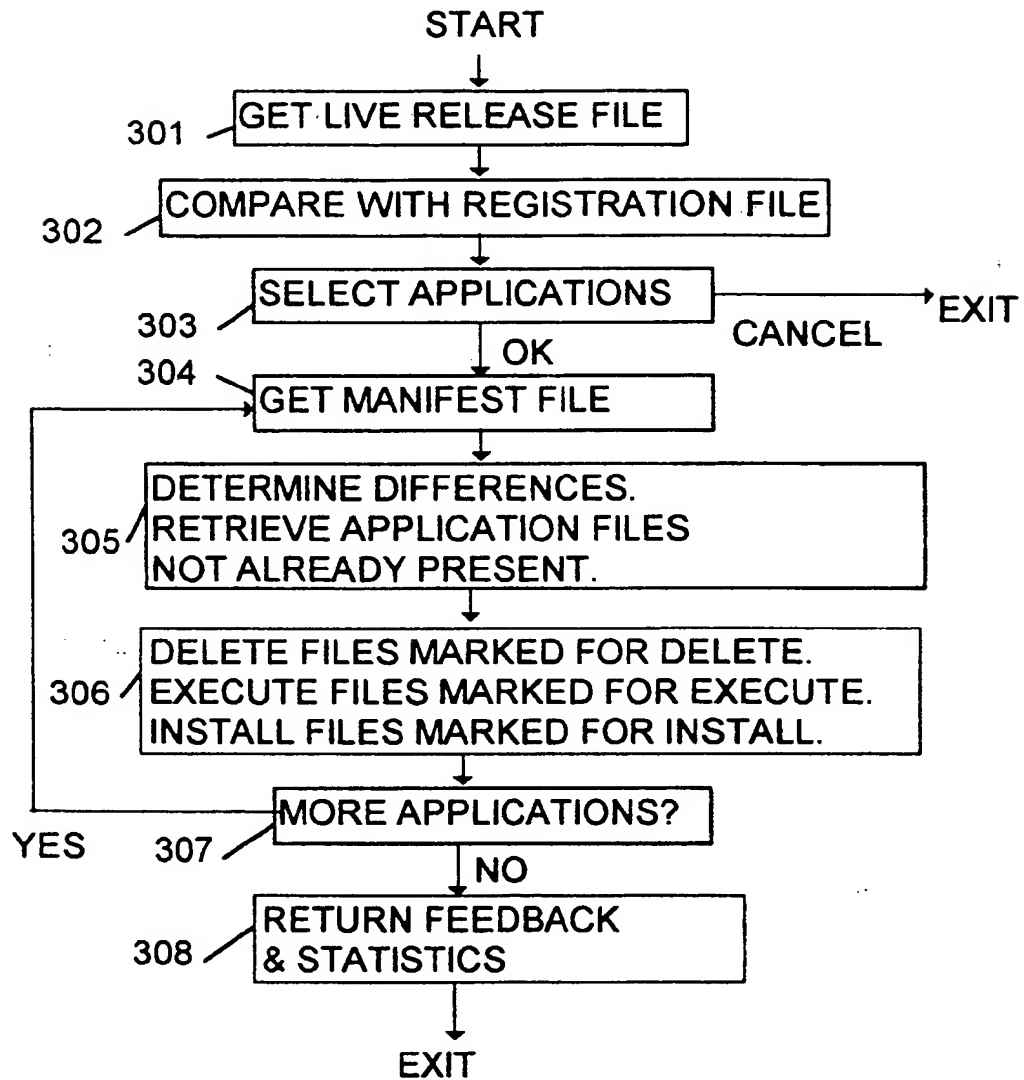 START
301
GET LIVE RELEASE FILE
302
COMPARE WITH REGISTRATION FILE
303
SELECT APPLICATIONS
CANCEL
EXIT
OK
304
GET MANIFEST FILE
305
DETERMINE DIFFERENCES.
RETRIEVE APPLICATION FILES
NOT ALREADY PRESENT.
306
DELETE FILES MARKED FOR DELETE.
EXECUTE FILES MARKED FOR EXECUTE.
INSTALL FILES MARKED FOR INSTALL.
YES
307
MORE APPLICATIONS?
NO
308
RETURN FEEDBACK
& STATISTICS
EXIT